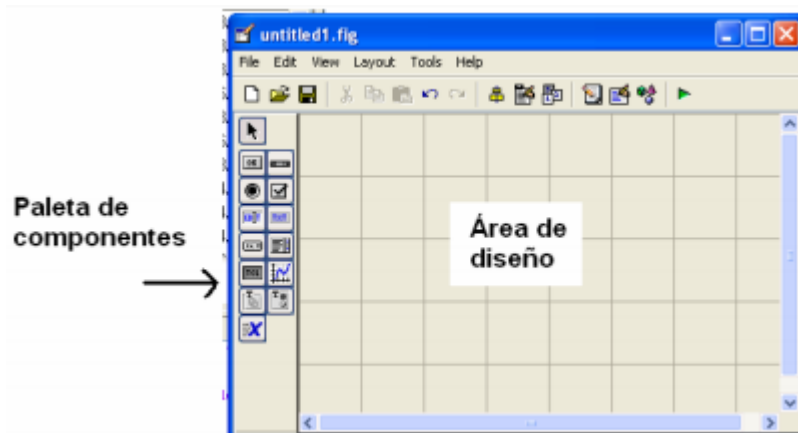 untitled1.fig
File Edit View Layout Tools Help
Paleta de
componentes
Área de
diseño